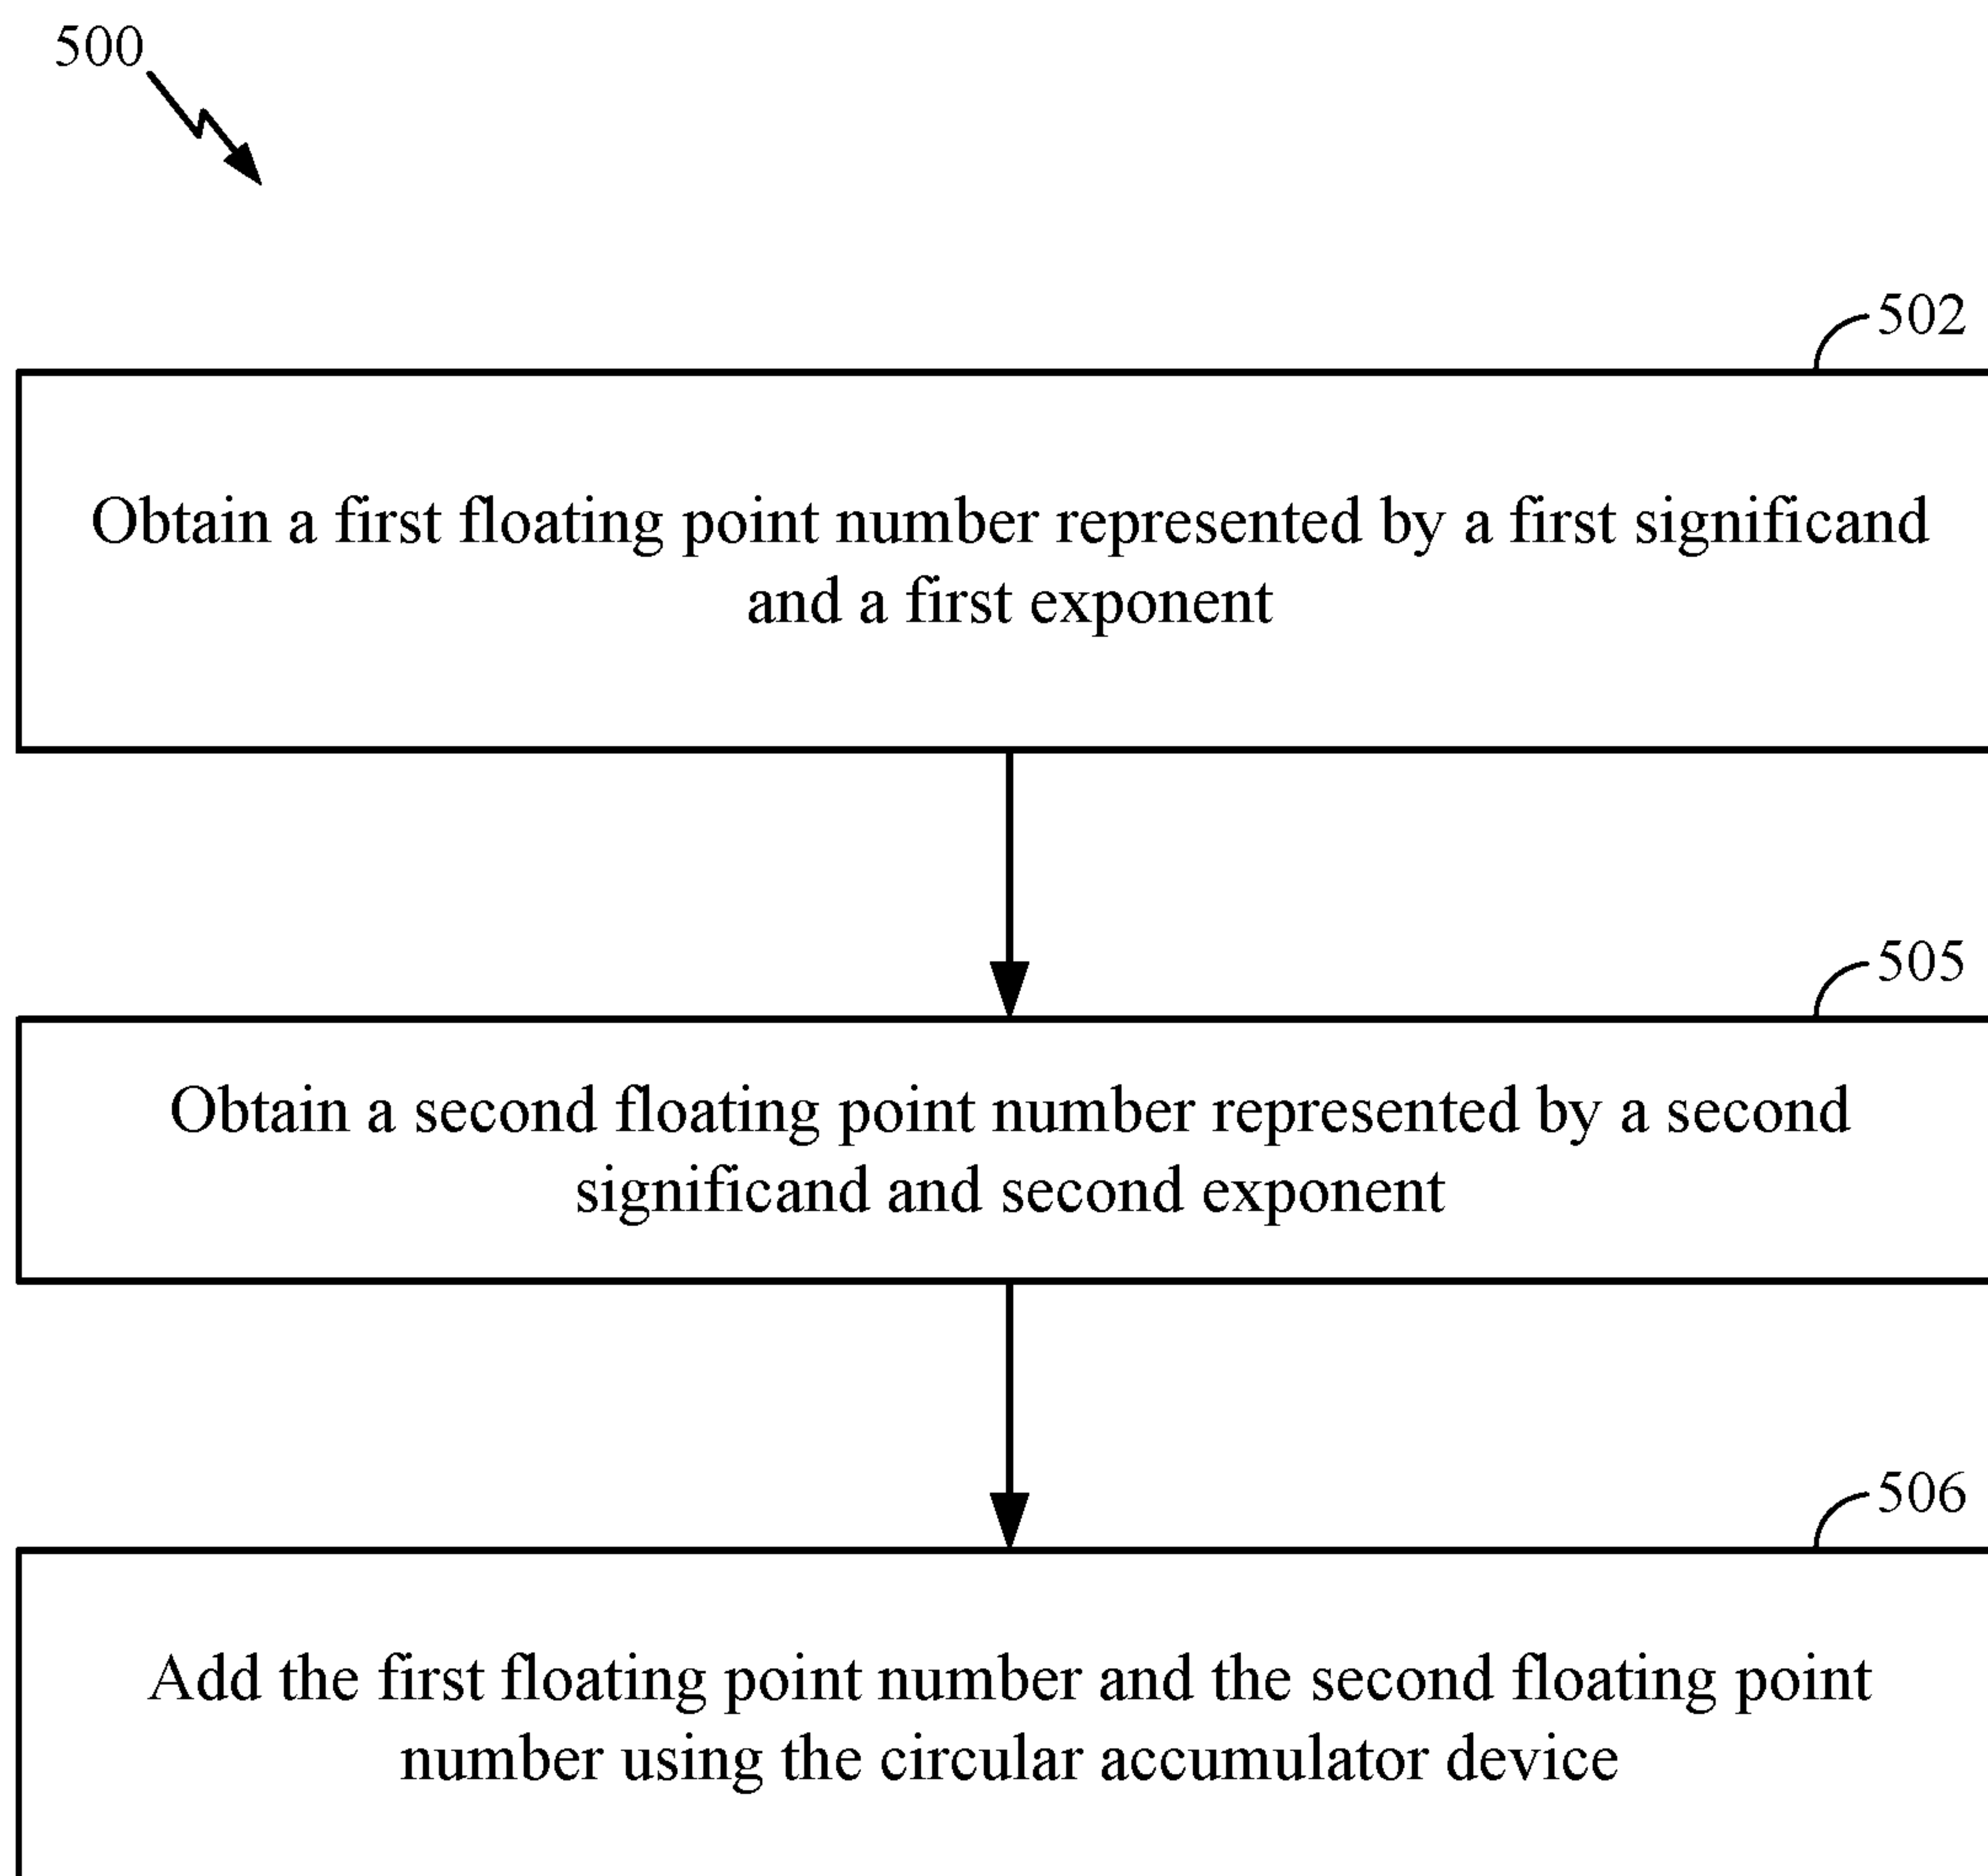 500
502
Obtain a first floating point number represented by a first significand
and a first exponent
505
Obtain a second floating point number represented by a second
significand and second exponent
506
Add the first floating point number and the second floating point
number using the circular accumulator device